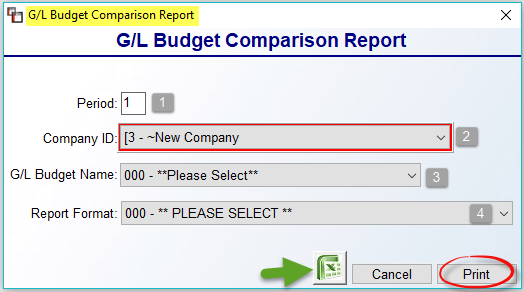 G/L Budget Comparison Report
G/L Budget Comparison Report
Period: 1 1
Company ID: [3 - ~New Company 2
G/L Budget Name: 000 - **Please Select** 3
Report Format: 000 - ** PLEASE SELECT ** 4
Cancel Print